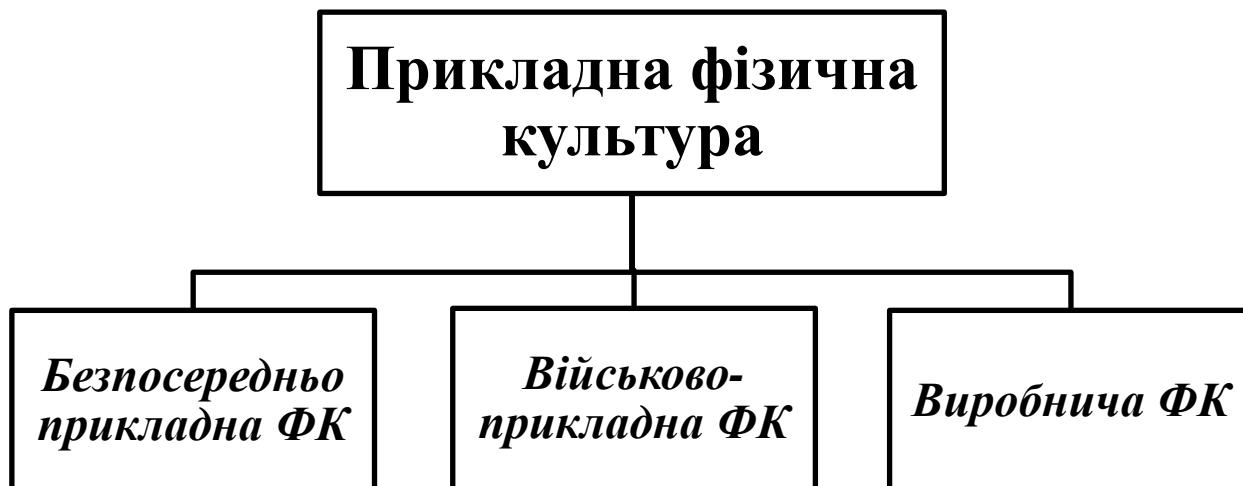 Прикладна фізична
культура
Безпосередньо
прикладна ФК
Військово-
прикладна ФК
Виробнича ФК